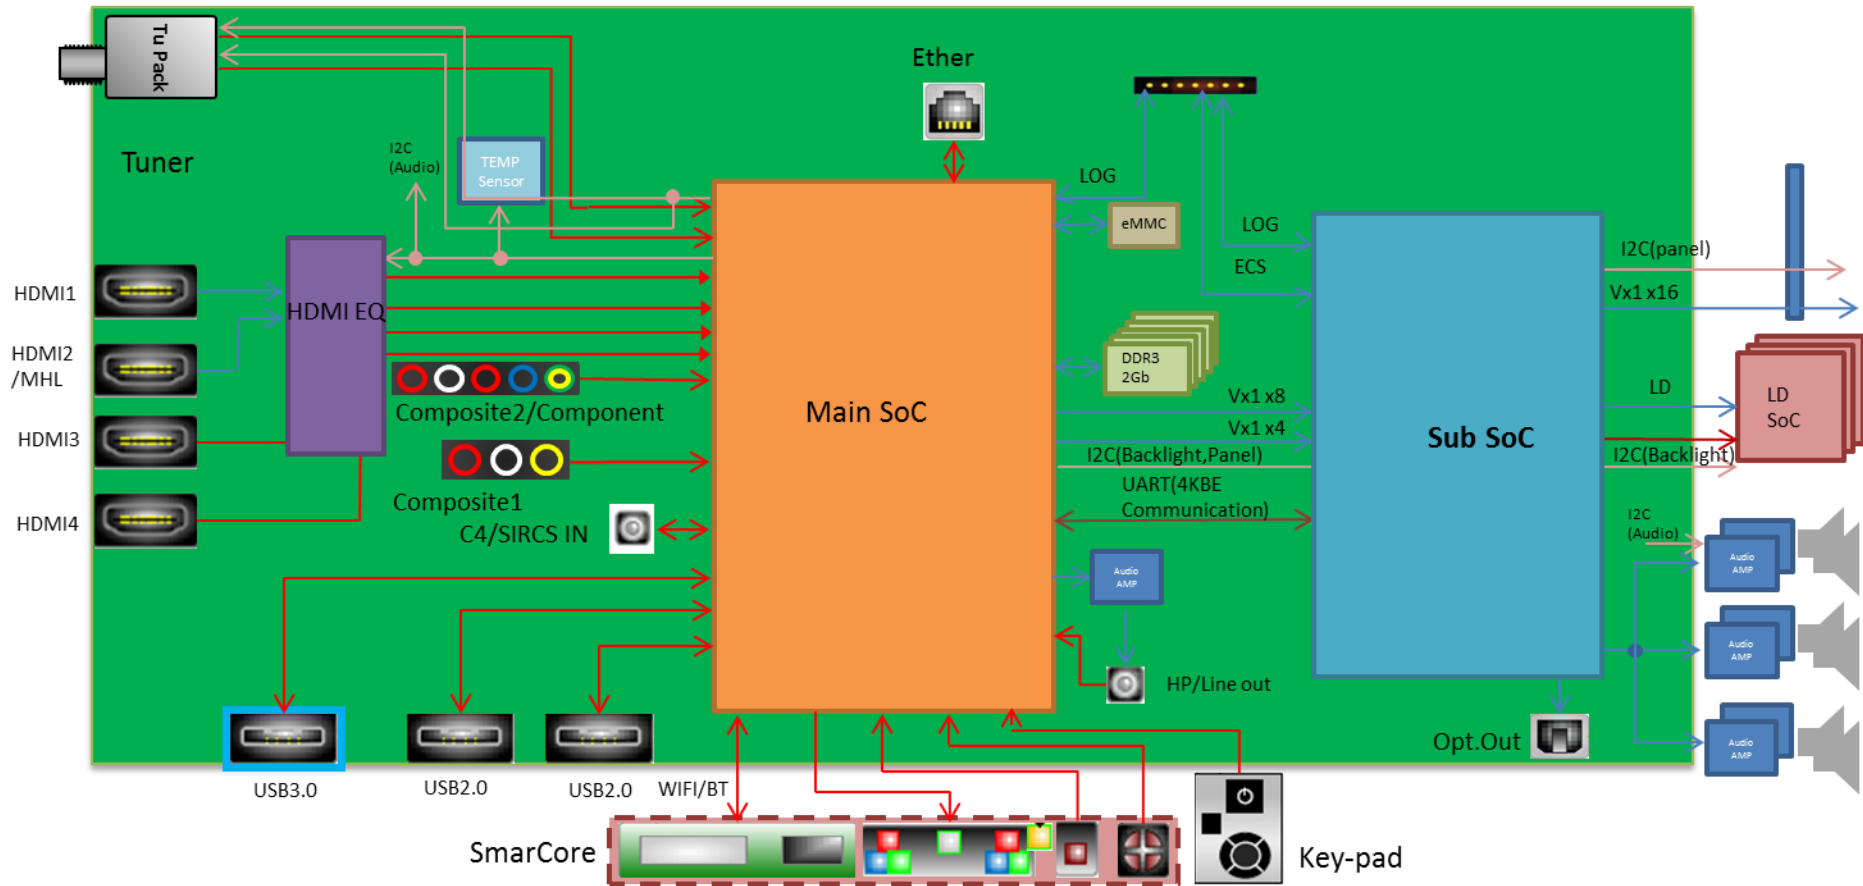 Tu Pack
Tuner
I2C
(Audio)
TEMP
Sensor
Ether
LOG
eMMC
LOG
ECS
I2C(panel)
Vx1 x16
HDMI1
HDMI EQ
HDMI2
/MHL
HDMI3
HDMI4
Composite2/Component
Composite1
C4/SIRCS IN
Main SoC
DDR3
2Gb
Vx1 x8
Vx1 x4
I2C(Backlight,Panel)
UART(4KBE
Communication)
Sub SoC
LD
LD
SoC
I2C(Backlight)
I2C
(Audio)
Audio
AMP
Audio
AMP
Audio
AMP
Audio
AMP
HP/Line out
Opt.Out
USB3.0
USB2.0
USB2.0
WIFI/BT
SmarCore
Key-pad